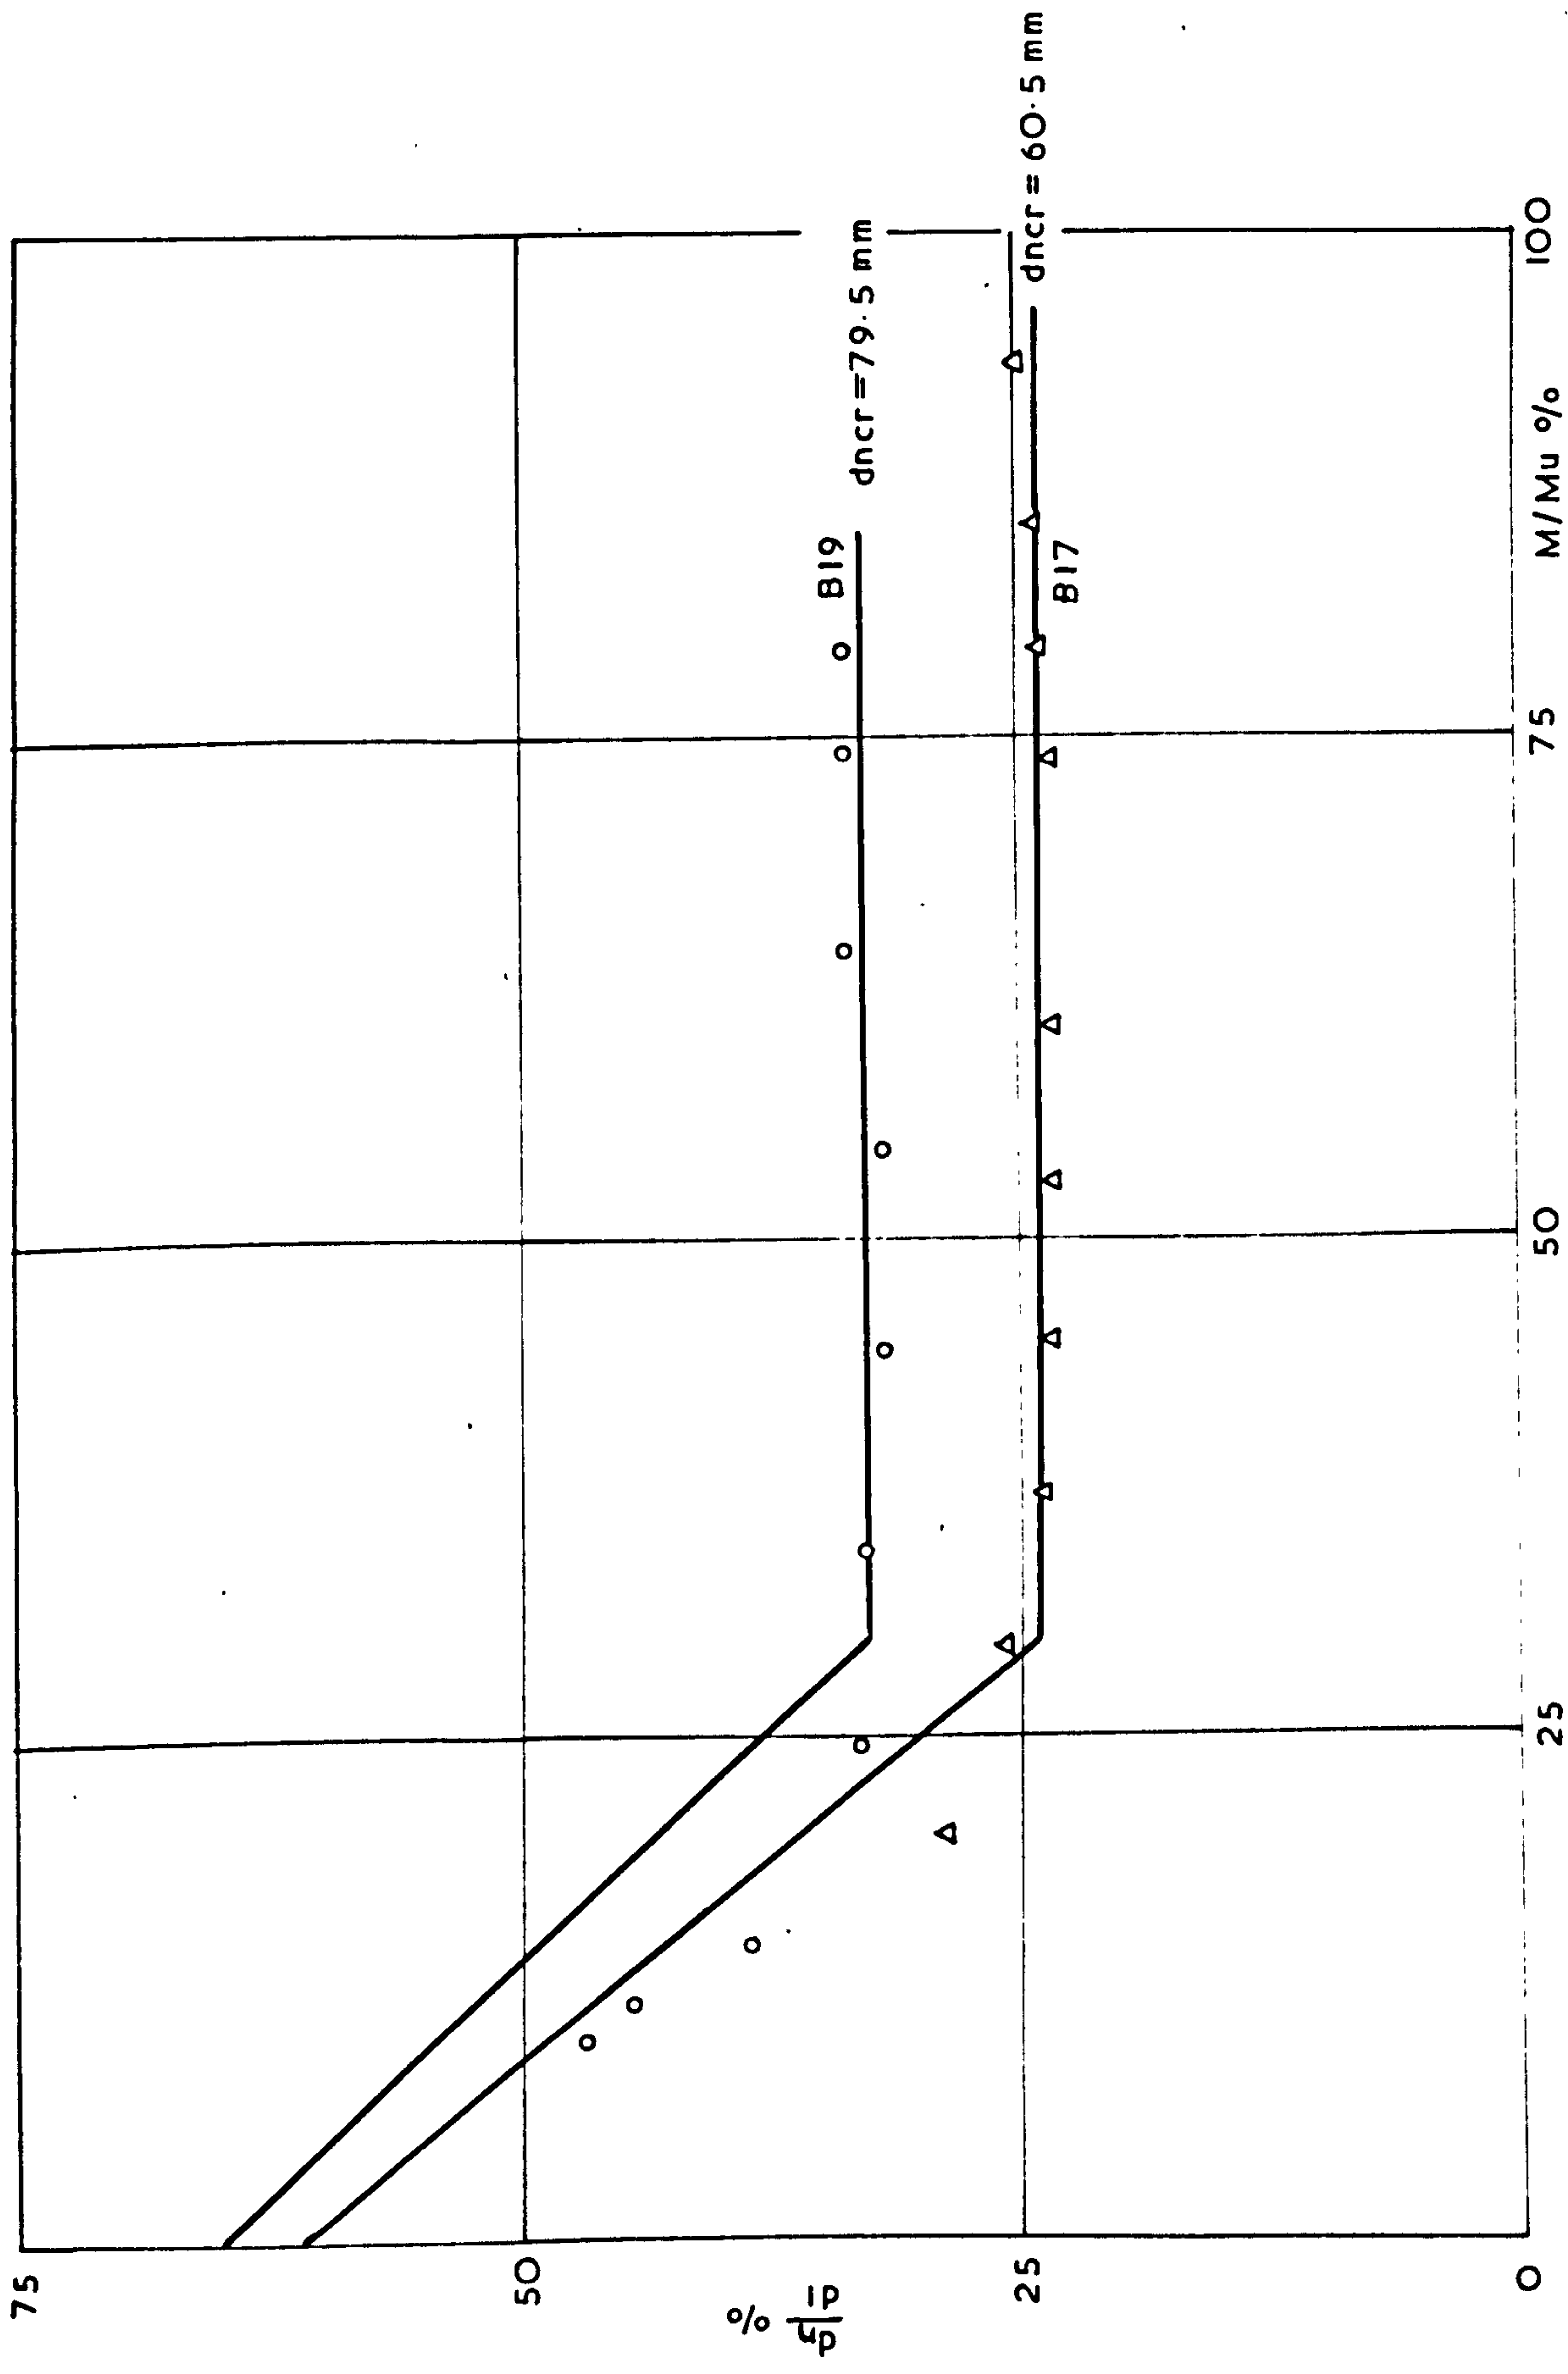 75
50
25
0
dn/d₁ %
25
50
75
100
M/Mu %
B19
dncr = 79·5 mm
B17
dncr = 60·5 mm